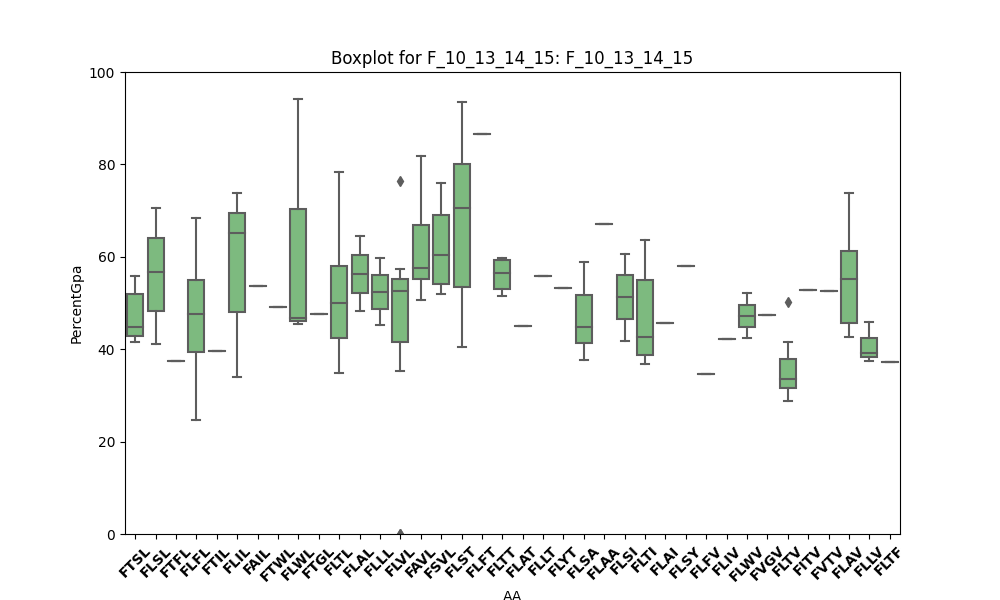 Boxplot for F_10_13_14_15: F_10_13_14_15
PercentGpa
100
80
60
40
20
0
FTSL FLSL FTFL FLFL FTIL FLIL FAIL FTWL FLWL FTGL FLTL FLAL FLLL FLVL FAVL FSVL FLST FLFT FLTT FLAT FLLT FLYT FLSA FLAA FLSI FLTI FLAI FLSY FLFV FLIV FLWV FVGV FLTV FITV FVTV FLAV FLLV FLTF
AA